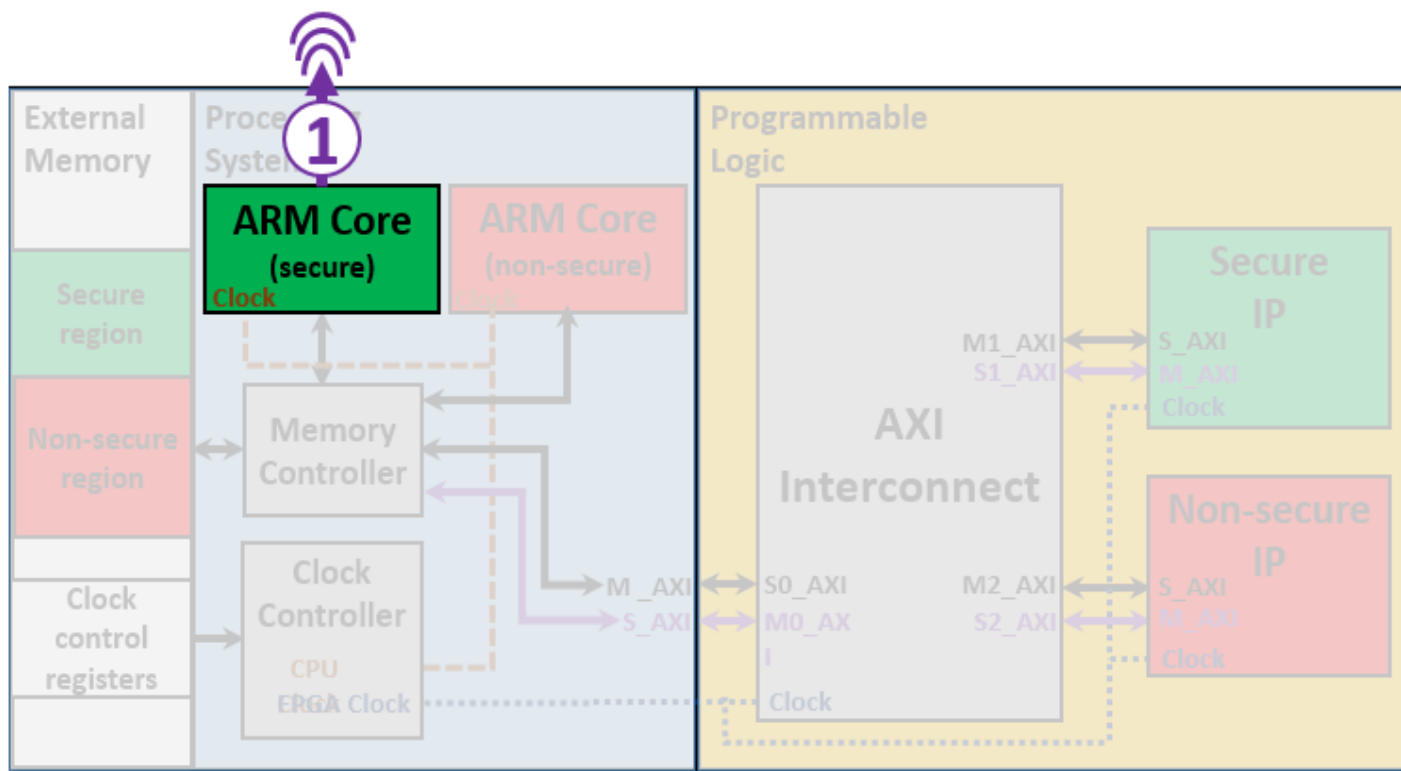 1
External
Memory
Secure
region
Non-secure
region
Clock
control
registers
System
ARM Core
(secure)
Clock
ARM Core
(non-secure)
Clock
Memory
Controller
Clock
Controller
CPU
FPGA Clock
M_AXI
S_AXI
Programmable
Logic
AXI
Interconnect
M1_AXI
S1_AXI
S0_AXI
M0_AX
I
M2_AXI
S2_AXI
Clock
Secure
IP
S_AXI
M_AXI
Clock
Non-secure
IP
S_AXI
M_AXI
Clock